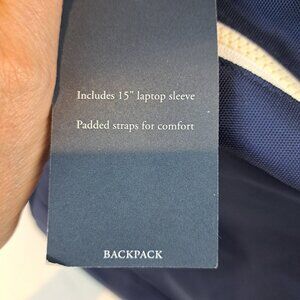 Includes 15" laptop sleeve
Padded straps for comfort
BACKPACK